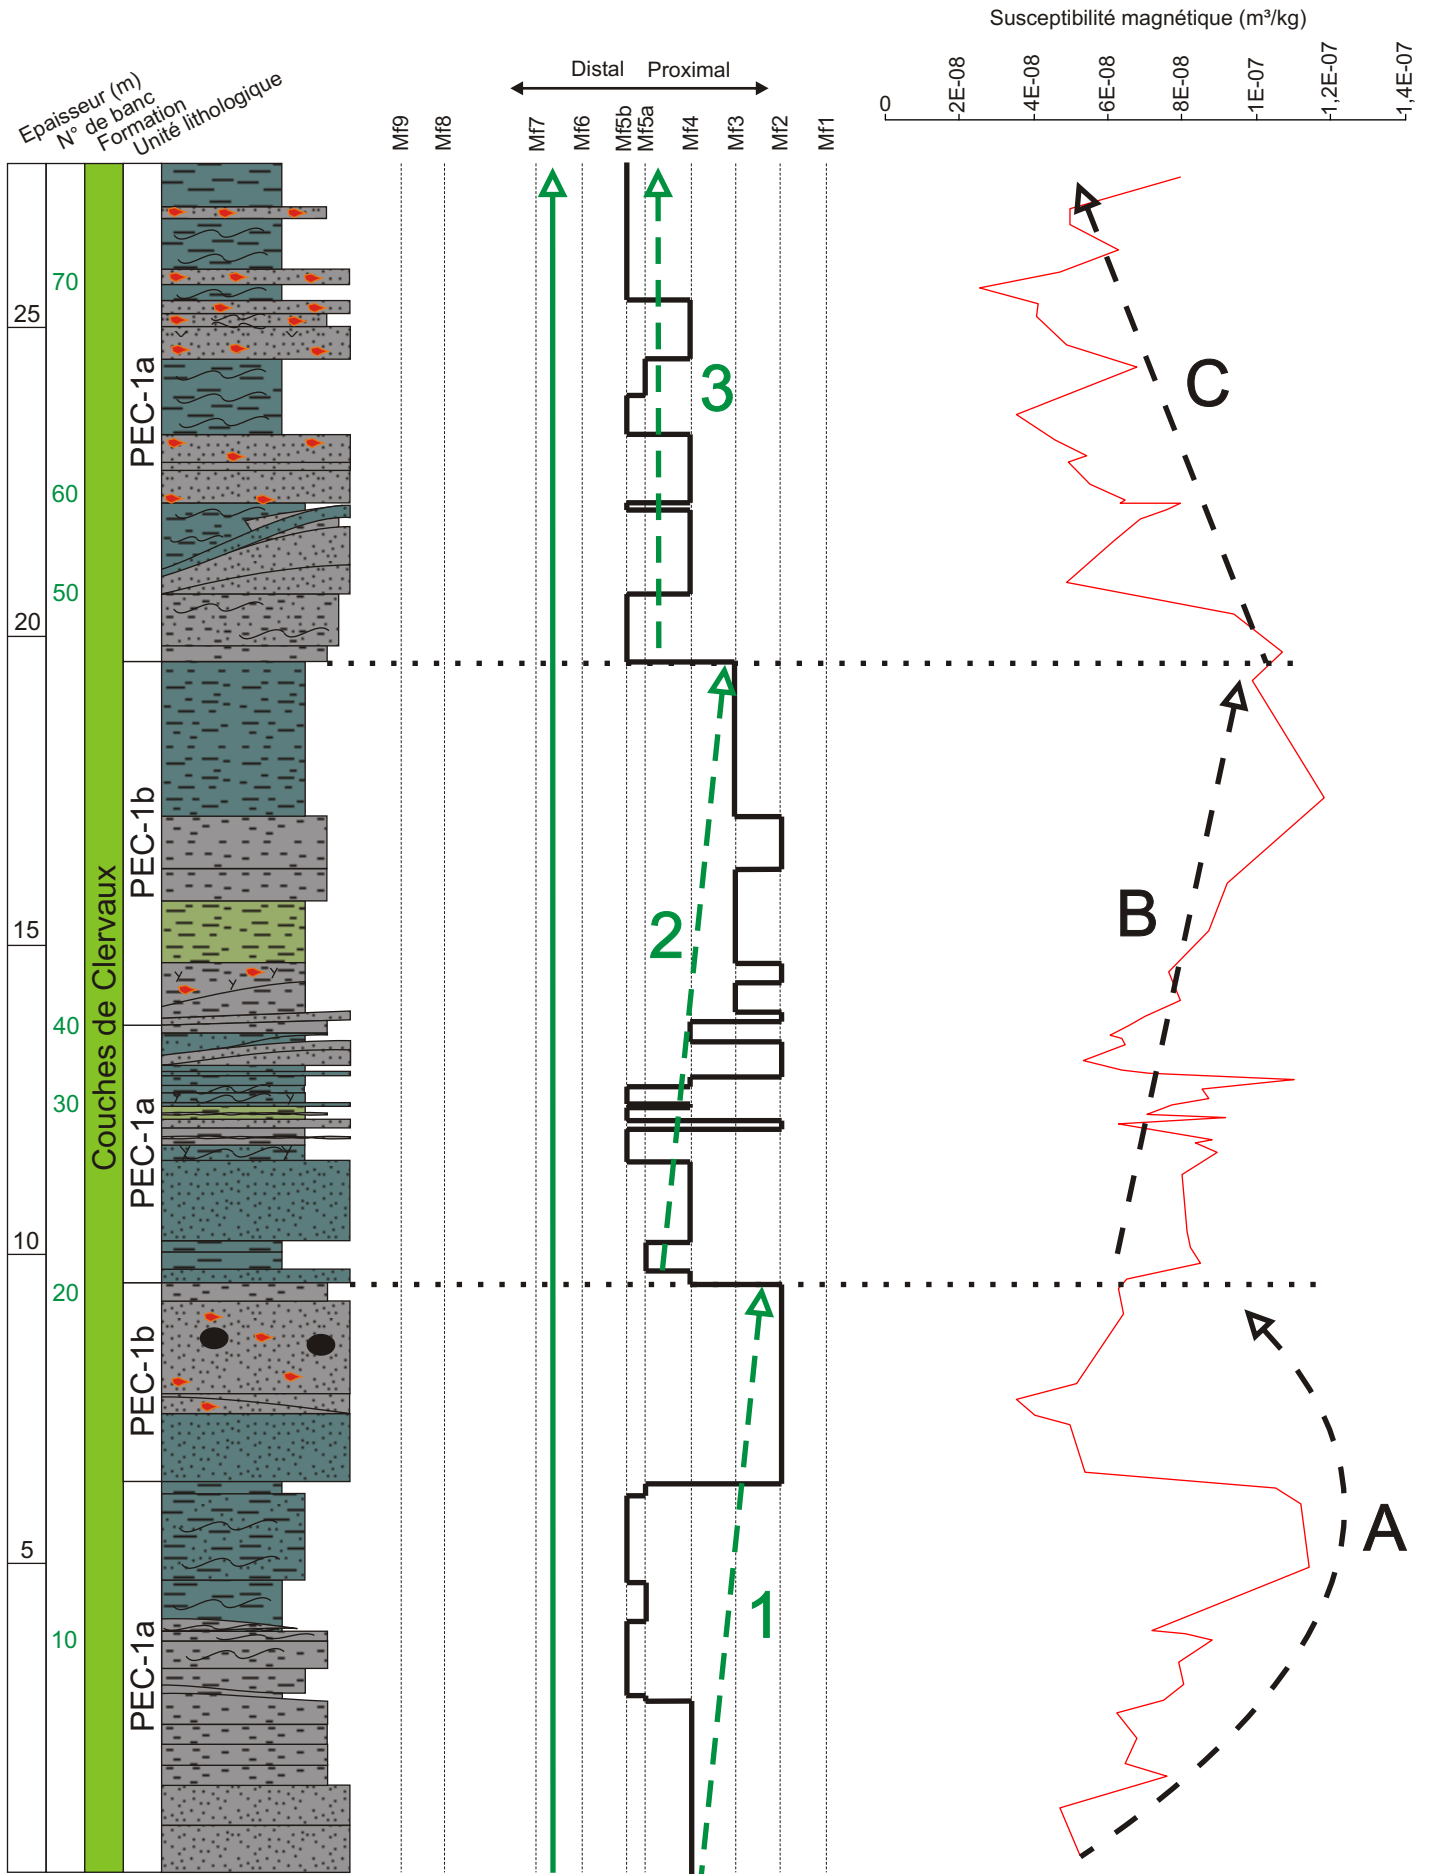 Susceptibilité magnétique (m³/kg)
0
2E-08
4E-08
6E-08
8E-08
1E-07
1,2E-07
1,4E-07
Distal
Proximal
Epaisseur (m)
N° de banc
Formation
Unité lithologique
Mf9
Mf8
Mf7
Mf6
Mf5b
Mf5a
Mf4
Mf3
Mf2
Mf1
70
25
PEC-1a
3
C
60
50
20
PEC-1b
Couches de Clervaux
2
B
15
40
30
PEC-1a
10
20
PEC-1b
A
5
1
10
PEC-1a